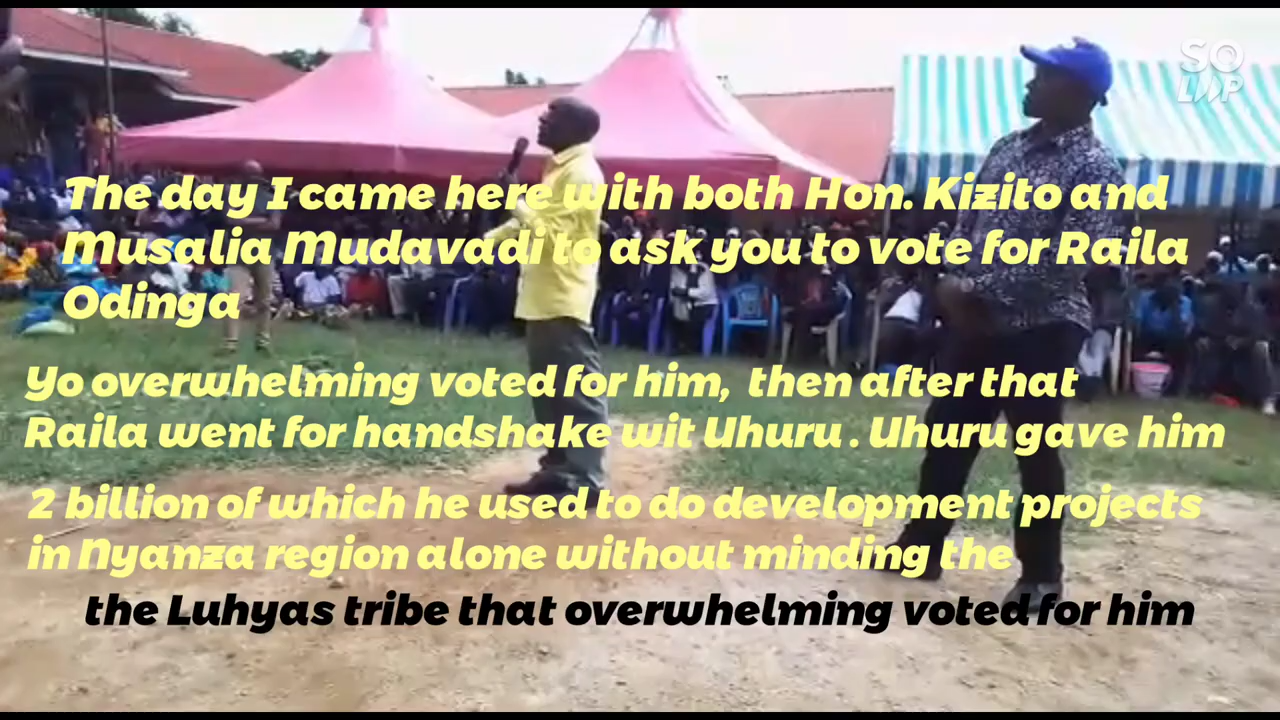 SO
LOOP
The day I came here with both Hon. Kizito and
Musalia Mudavadi to ask you to vote for Raila
Odinga
Yo overwhelming voted for him, then after that
Raila went for handshake wit Uhuru . Uhuru gave him
2 billion of which he used to do development projects
in Nyanza region alone without minding the
the Luhyas tribe that overwhelming voted for him